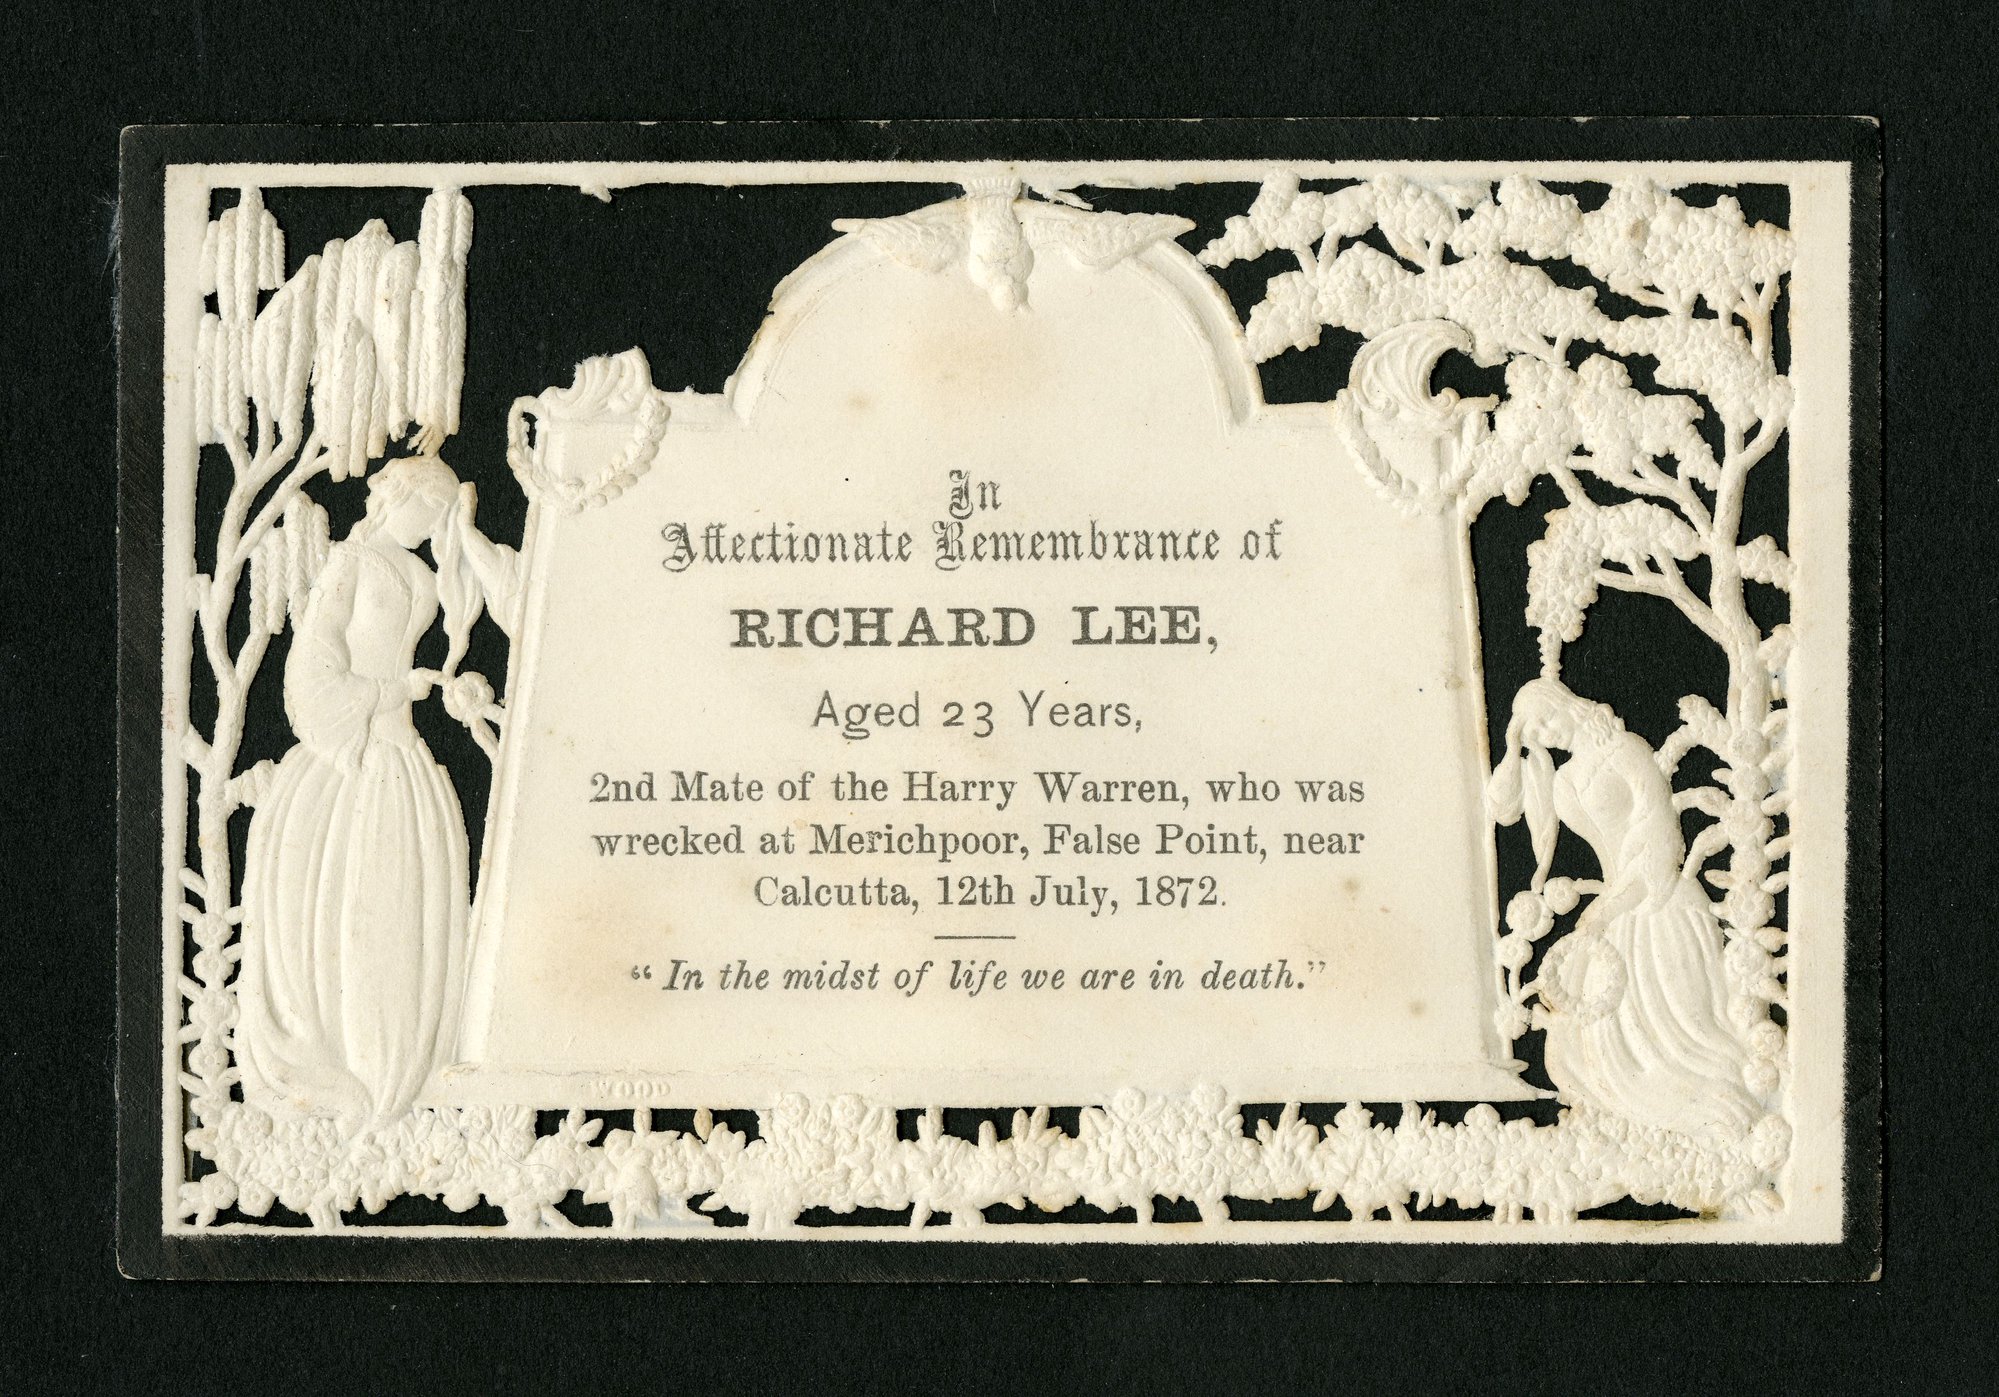 In
Affectionate Remembrance of
RICHARD LEE,
Aged 23 Years,
2nd Mate of the Harry Warren, who was
wrecked at Merichpoor, False Point, near
Calcutta, 12th July, 1872.
“In the midst of life we are in death.”
WOOD